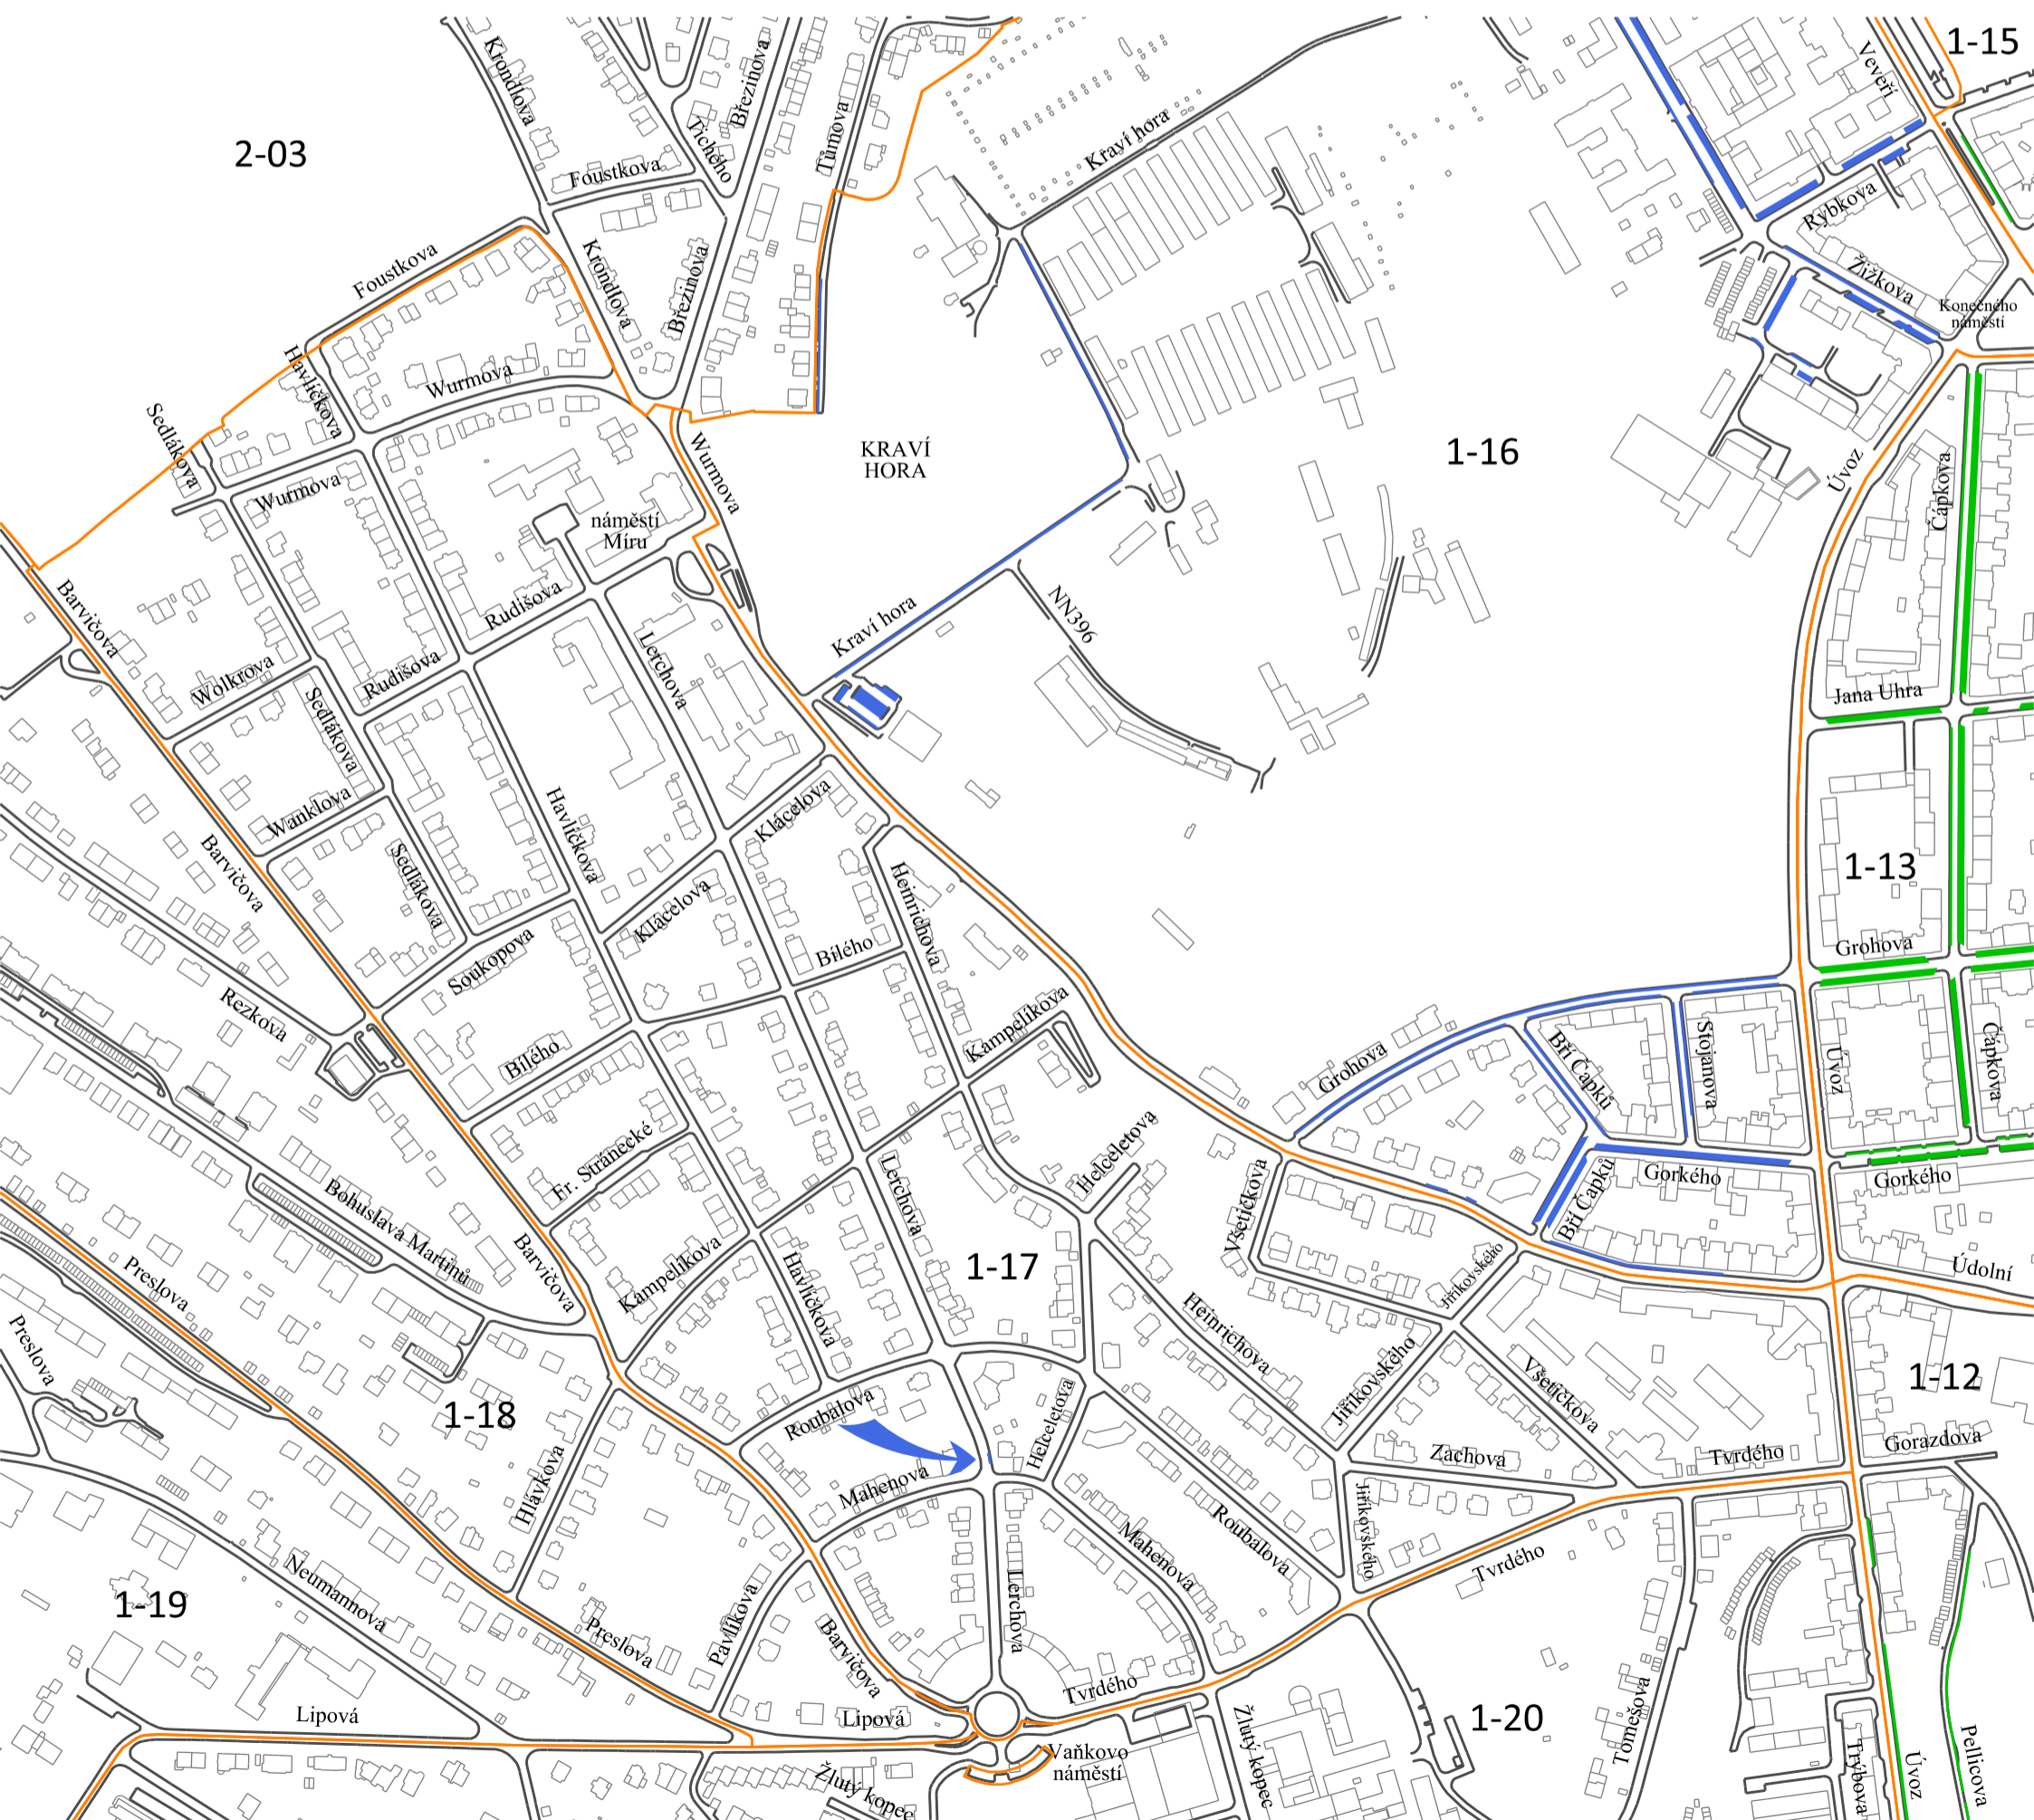 1-15
Veveří
Krondlova
Březinova
Tůmova
Tichého
Kraví hora
2-03
Foustkova
Rybkova
Foustkova
Krondlova
Březinova
Žižkova
Konečného
náměstí
Havlíčkova
Wurmova
Sedlákova
Wurmova
KRAVÍ
HORA
1-16
Úvoz
Čápkova
Wurmova
náměstí
Míru
Barvičova
Rudišova
Kraví hora
NN396
Lerchova
Wolkrova
Rudišova
Sedlákova
Jana Uhra
Wanklova
Havlíčkova
Klácelova
Barvičova
Sedlákova
Klácelova
Heinrichova
1-13
Bílého
Grohova
Soukopova
Rezkova
Kampelíkova
Bílého
Grohova
Bří Čapků
Stojanova
Úvoz
Čápkova
Fr. Stránecké
Helceletova
Lerchova
Všetičkova
Bří Čapků
Gorkého
Gorkého
Bohuslava Martinů
Barvičova
Kampelíkova
Havlíčkova
1-17
Jiříkovského
Údolní
Preslova
Preslova
Heinrichova
Jiříkovského
Všetičkova
1-12
1-18
Roubalova
Helceletova
Zachova
Tvrdého
Gorazdova
Hlávkova
Mahenova
Jiříkovského
Roubalova
Mahenova
Tvrdého
1-19
Neumannova
Lerchova
Pavlíkova
Preslova
Barvičova
Tvrdého
Lipová
Lipová
Žlutý kopec
1-20
Tomešova
Vaňkovo
náměstí
Žlutý kopec
Trýbova
Úvoz
Pellicova